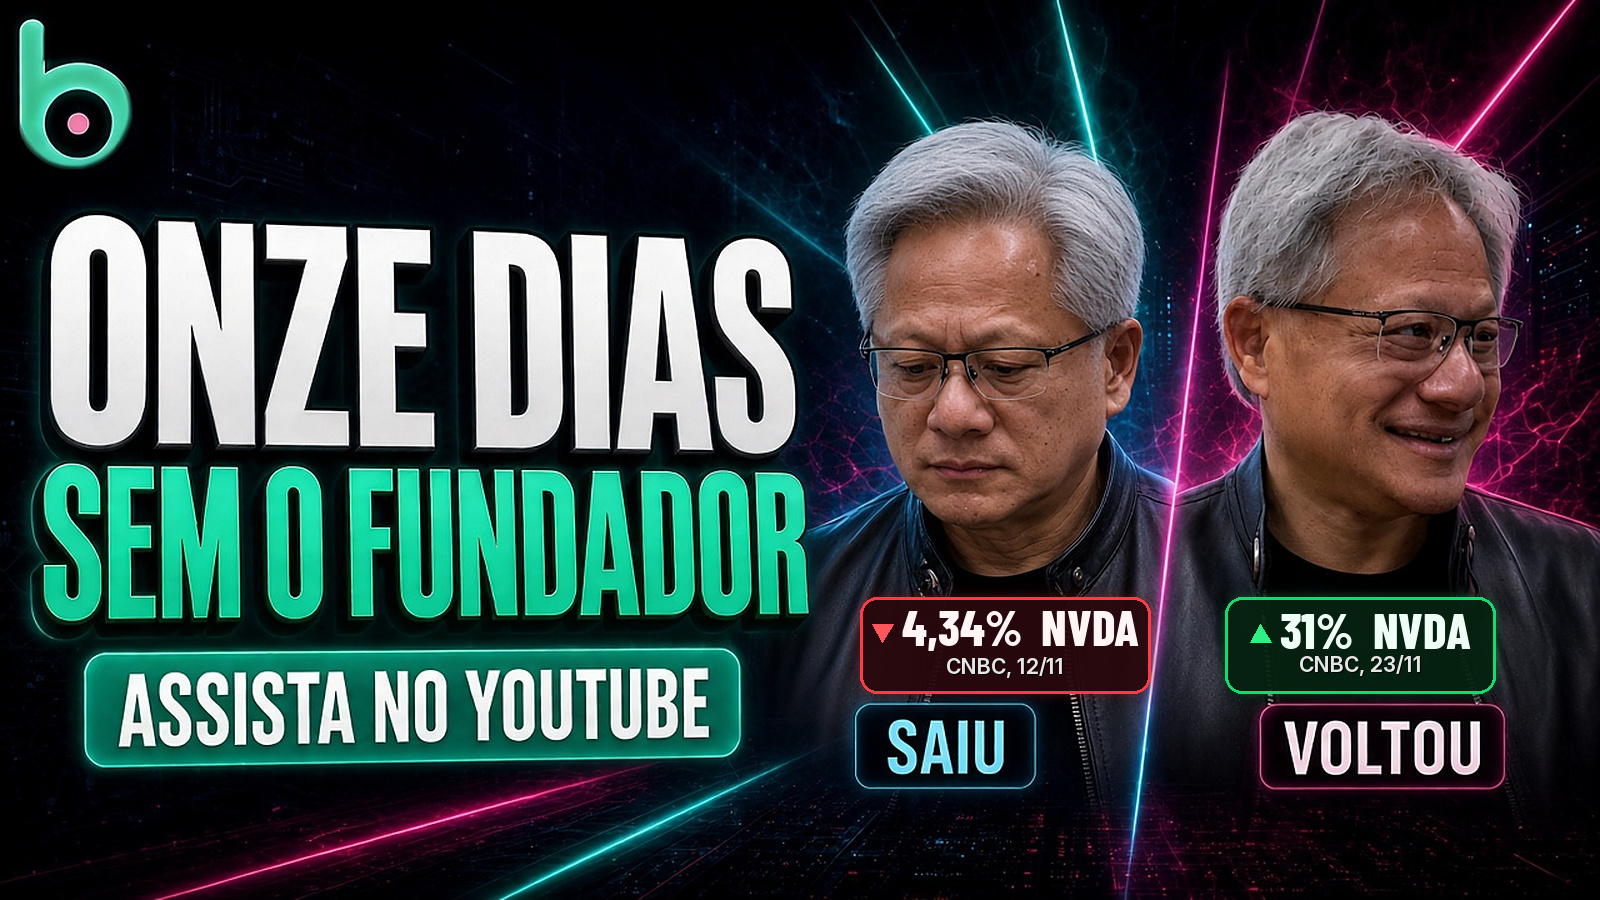 b
ONZE DIAS
SEM O FUNDADOR
ASSISTA NO YOUTUBE
▼4,34% NVDA
CNBC, 12/11
SAIU
▲31% NVDA
CNBC, 23/11
VOLTOU